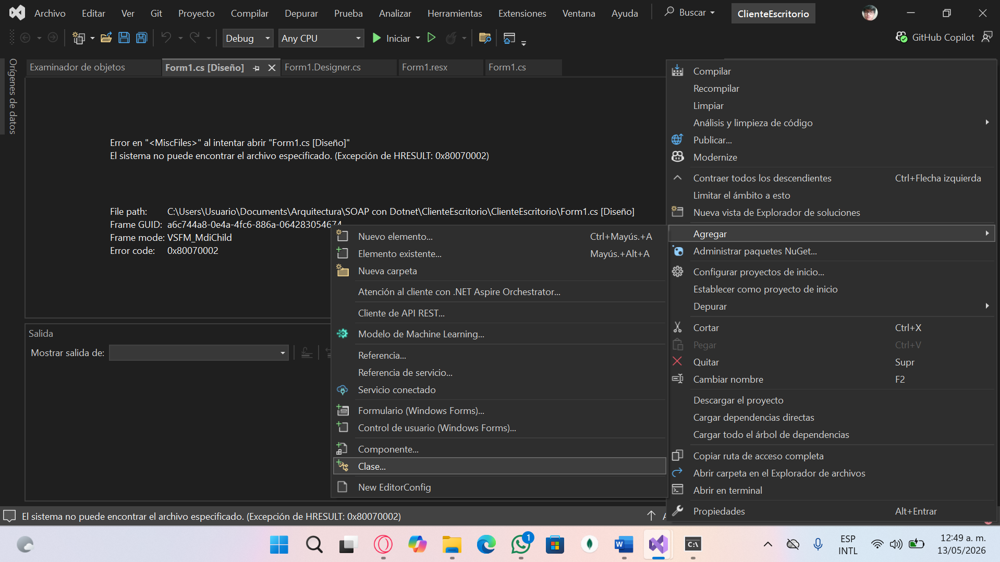 Archivo Editar Ver Git Proyecto Compilar Depurar Prueba Analizar Herramientas Extensiones Ventana Ayuda Buscar ClienteEscritorio
Debug Any CPU Iniciar GitHub Copilot
Orígenes de datos
Examinador de objetos Form1.cs [Diseño] Form1.Designer.cs Form1.resx Form1.cs
Error en "<MiscFiles>" al intentar abrir "Form1.cs [Diseño]"
El sistema no puede encontrar el archivo especificado. (Excepción de HRESULT: 0x80070002)
File path: C:\Users\Usuario\Documents\Arquitectura\SOAP con Dotnet\ClienteEscritorio\ClienteEscritorio\Form1.cs [Diseño]
Frame GUID: a6c744a8-0e4a-4fc6-886a-064283054674
Frame mode: VSFM_MdiChild
Error code: 0x80070002
Salida
Mostrar salida de:
Nuevo elemento... Ctrl+Mayús.+A
Elemento existente... Mayús.+Alt+A
Nueva carpeta
Atención al cliente con .NET Aspire Orchestrator...
Cliente de API REST...
Modelo de Machine Learning...
Referencia...
Referencia de servicio...
Servicio conectado
Formulario (Windows Forms)...
Control de usuario (Windows Forms)...
Componente...
Clase...
New EditorConfig
Compilar
Recompilar
Limpiar
Análisis y limpieza de código
Publicar...
Modernize
Contraer todos los descendientes Ctrl+Flecha izquierda
Limitar el ámbito a esto
Nueva vista de Explorador de soluciones
Agregar
Administrar paquetes NuGet...
Configurar proyectos de inicio...
Establecer como proyecto de inicio
Depurar
Cortar Ctrl+X
Pegar Ctrl+V
Quitar Supr
Cambiar nombre F2
Descargar el proyecto
Cargar dependencias directas
Cargar todo el árbol de dependencias
Copiar ruta de acceso completa
Abrir carpeta en el Explorador de archivos
Abrir en terminal
Propiedades Alt+Entrar
El sistema no puede encontrar el archivo especificado. (Excepción de HRESULT: 0x80070002)
1
W
C:\
ESP
INTL
12:49 a. m.
13/05/2026